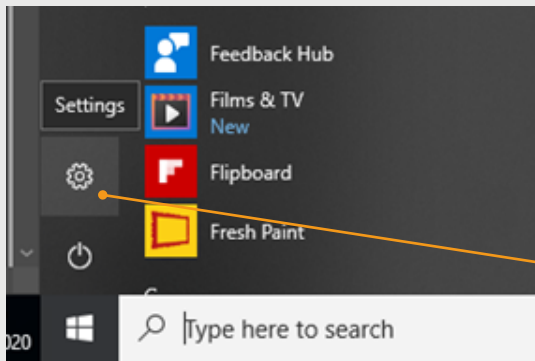 Feedback Hub
Settings
Films & TV
New
Flipboard
Fresh Paint
Type here to search
020